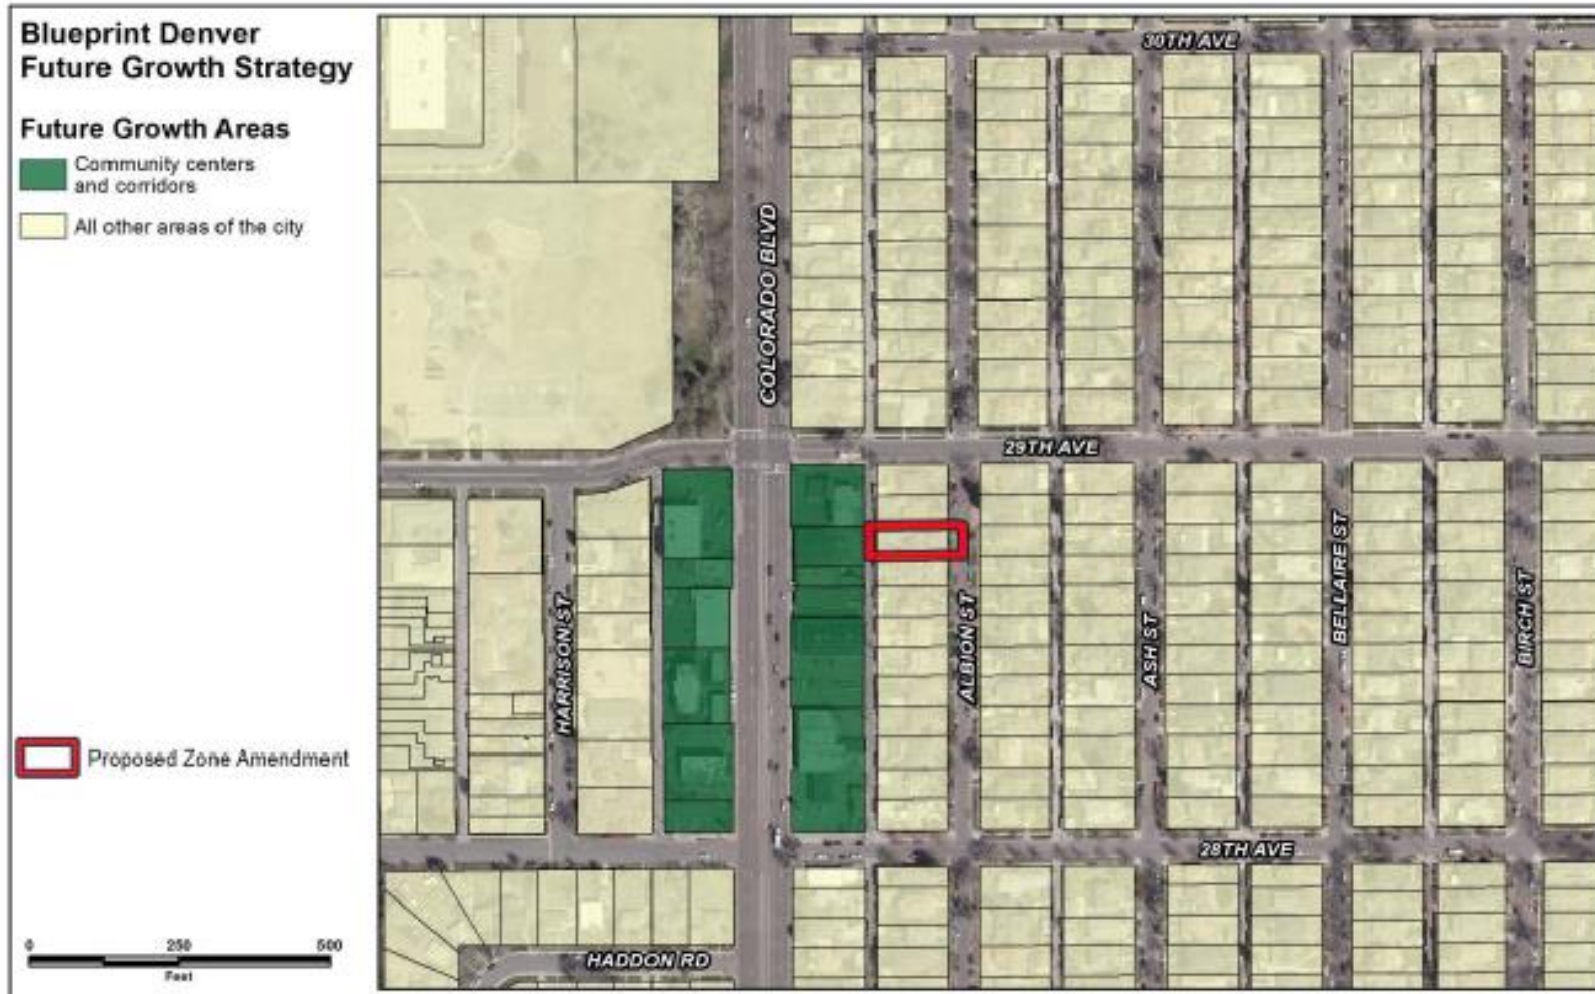 Blueprint Denver
Future Growth Strategy
Future Growth Areas
Community centers
and corridors
All other areas of the city
Proposed Zone Amendment
0 250 500
Feet
30TH AVE
COLORADO BLVD
29TH AVE
HARRISON ST
ALBION ST
ASH ST
BELLAIRE ST
BIRCH ST
28TH AVE
HADDON RD